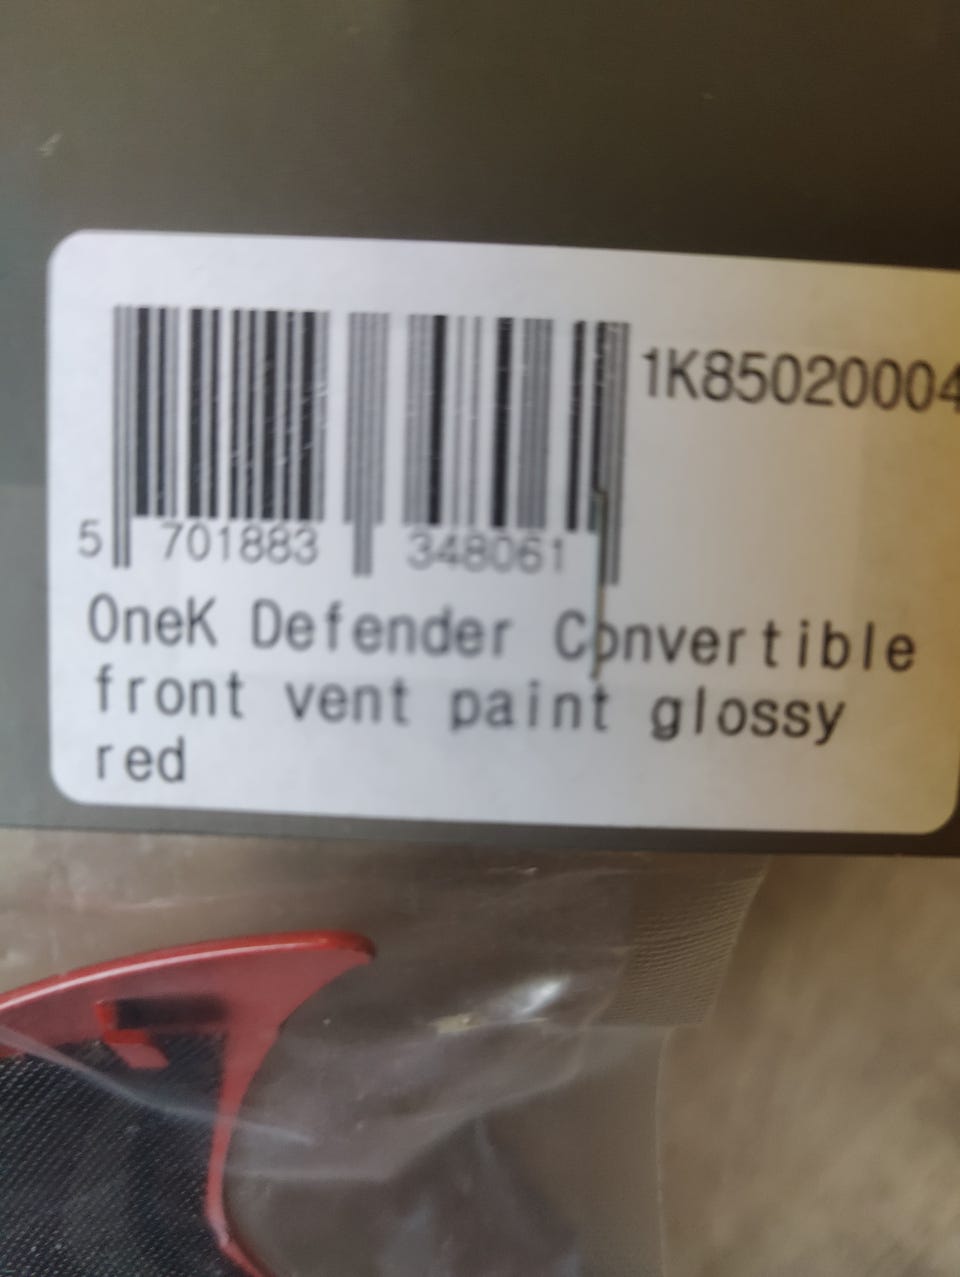 1K85020004
5 701883 348061
OneK Defender Convertible
front vent paint glossy
red